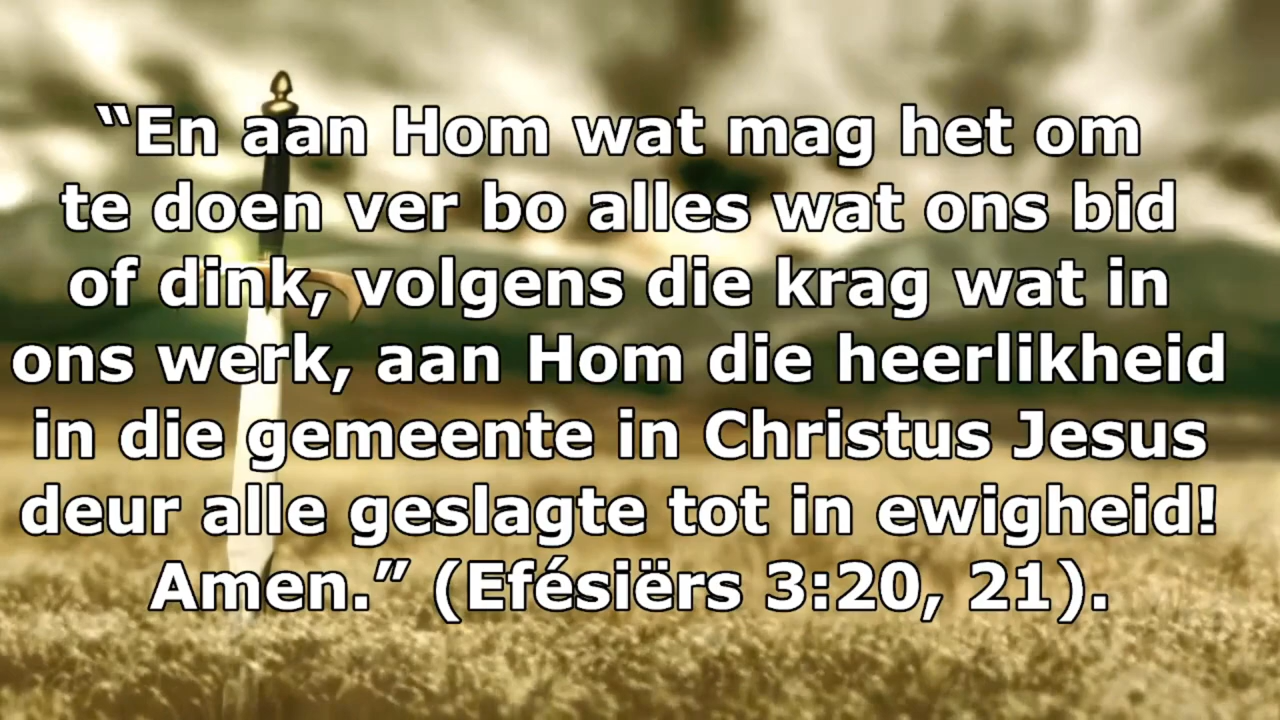 “En aan Hom wat mag het om
te doen ver bo alles wat ons bid
of dink, volgens die krag wat in
ons werk, aan Hom die heerlikheid
in die gemeente in Christus Jesus
deur alle geslagte tot in ewigheid!
Amen.” (Efésiërs 3:20, 21).